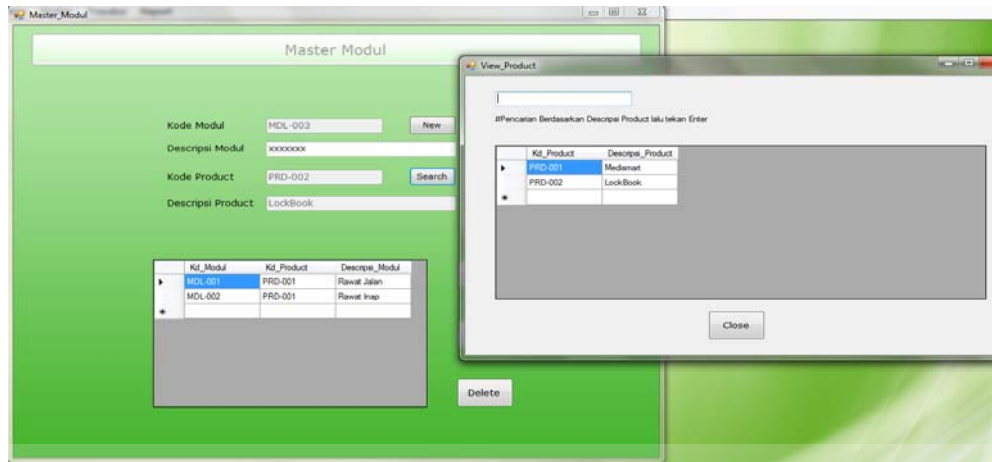 Master_Modul
Master Modul
Kode Modul MDL-003 New
Descripsi Modul xxxxxxx
Kode Product PRD-002 Search
Descripsi Product LockBook
Kd_Modul Kd_Product Descripsi_Modul
MDL-001 PRD-001 Rawat Jalan
MDL-002 PRD-001 Rawat Inap
Delete
View_Product
#Pencarian Berdasarkan Descripsi Product lalu tekan Enter
Kd_Product Descripsi_Product
PRD-001 Medismart
PRD-002 LockBook
Close